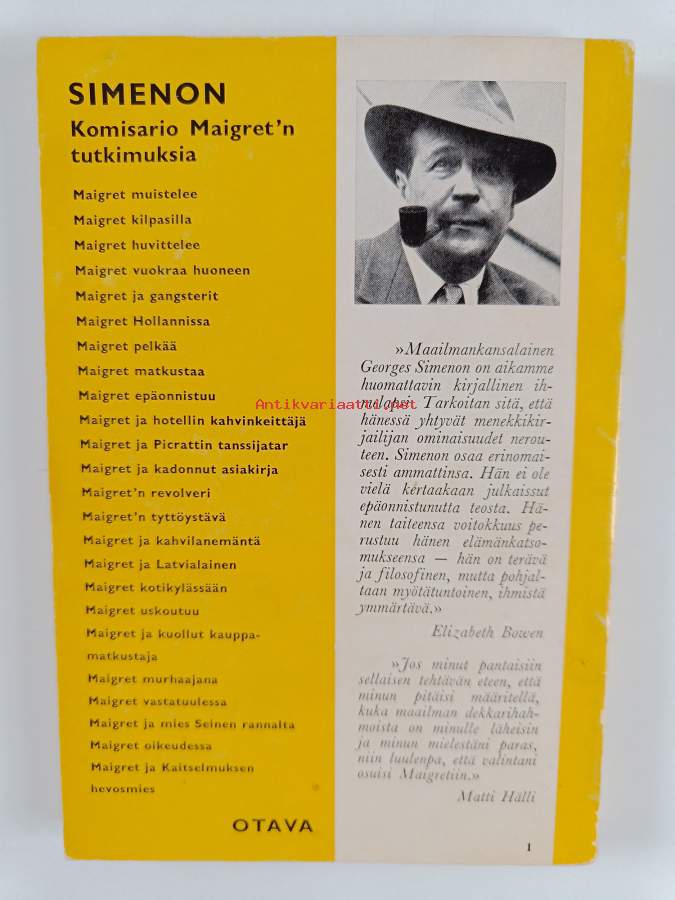 SIMENON
Komisario Maigret'n
tutkimuksia
Maigret muistelee
Maigret kilpasilla
Maigret huvittelee
Maigret vuokraa huoneen
Maigret ja gangsterit
Maigret Hollannissa
Maigret pelkää
Maigret matkustaa
Maigret epäonnistuu
Maigret ja hotellin kahvinkeittäjä
Maigret ja Picrattin tanssijatar
Maigret ja kadonnut asiakirja
Maigret'n revolveri
Maigret'n tyttöystävä
Maigret ja kahvilanemäntä
Maigret ja Latvialainen
Maigret kotikylässään
Maigret uskoutuu
Maigret ja kuollut kauppa-
matkustaja
Maigret murhaajana
Maigret vastatuulessa
Maigret ja mies Seinen rannalta
Maigret oikeudessa
Maigret ja Kaitselmuksen
hevosmies
OTAVA
»Maailmankansalainen
Georges Simenon on aikamme
huomattavin kirjallinen ih-
melapsi. Tarkoitan sitä, että
hänessä yhtyvät menekkikir-
jailijan ominaisuudet nerou-
teen. Simenon osaa erinomai-
sesti ammattinsa. Hän ei ole
vielä kertaakaan julkaissut
epäonnistunutta teosta. Hä-
nen taiteensa voitokkuus pe-
rustuu hänen elämänkatso-
mukseensa — hän on terävä
ja filosofinen, mutta pohjal-
taan myötätuntoinen, ihmistä
ymmärtävä.»
Elizabeth Bowen
»Jos minut pantaisiin
sellaisen tehtävän eteen, että
minun pitäisi määritellä,
kuka maailman dekkarihah-
moista on minulle läheisin
ja minun mielestäni paras,
niin luulenpa, että valintani
osuisi Maigretiin.»
Matti Hälli
1
Antikvariaatti.net